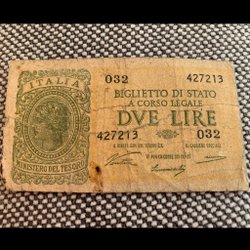 032 427213
ITALIA
BIGLIETTO DI STATO
A CORSO LEGALE
DVE LIRE
427213 032
MINISTERO DEL TESORO